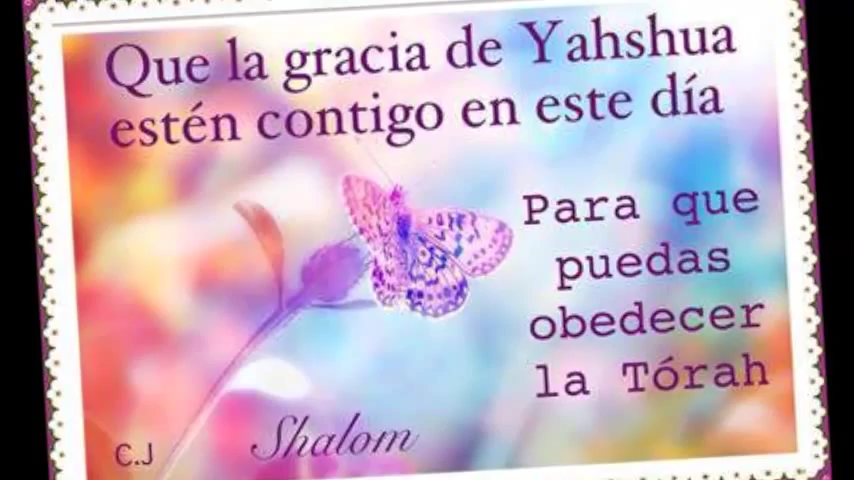 Que la gracia de Yahshua
estén contigo en este día
Para que
puedas
obedecer
la Tórah
C.J
Shalom